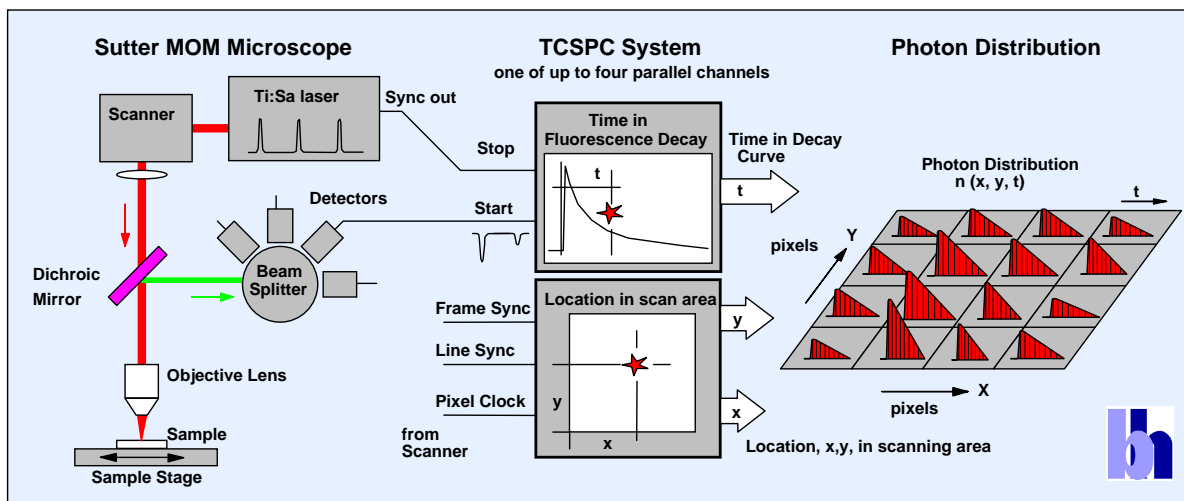 Sutter MOM Microscope
Scanner
Ti:Sa laser
Sync out
Detectors
Dichroic
Mirror
Beam
Splitter
Objective Lens
Sample
Sample Stage
TCSPC System
one of up to four parallel channels
Time in
Fluorescence Decay
t
Stop
Start
Time in Decay
Curve
t
Location in scan area
Frame Sync
Line Sync
Pixel Clock
from
Scanner
y
x
y
x
Location, x,y, in scanning area
Photon Distribution
Photon Distribution
n (x, y, t)
t
Y
pixels
X
pixels
bh